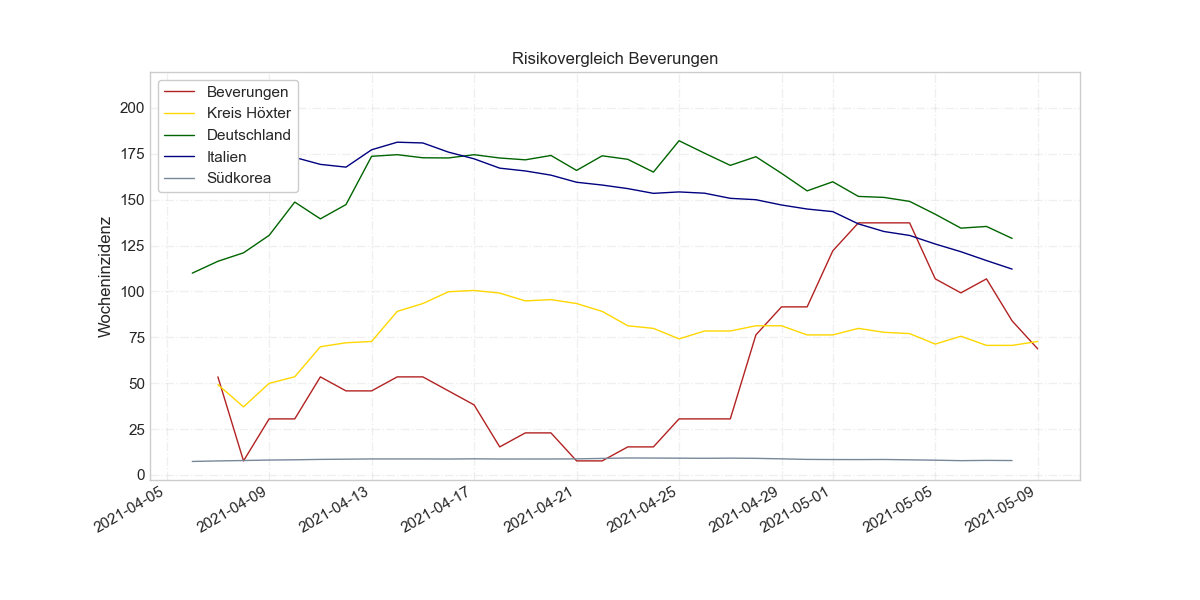 Risikovergleich Beverungen
Beverungen
Kreis Höxter
Deutschland
Italien
Südkorea
Wocheninzidenz
200
175
150
125
100
75
50
25
0
2021-04-05
2021-04-09
2021-04-13
2021-04-17
2021-04-21
2021-04-25
2021-04-29
2021-05-01
2021-05-05
2021-05-09